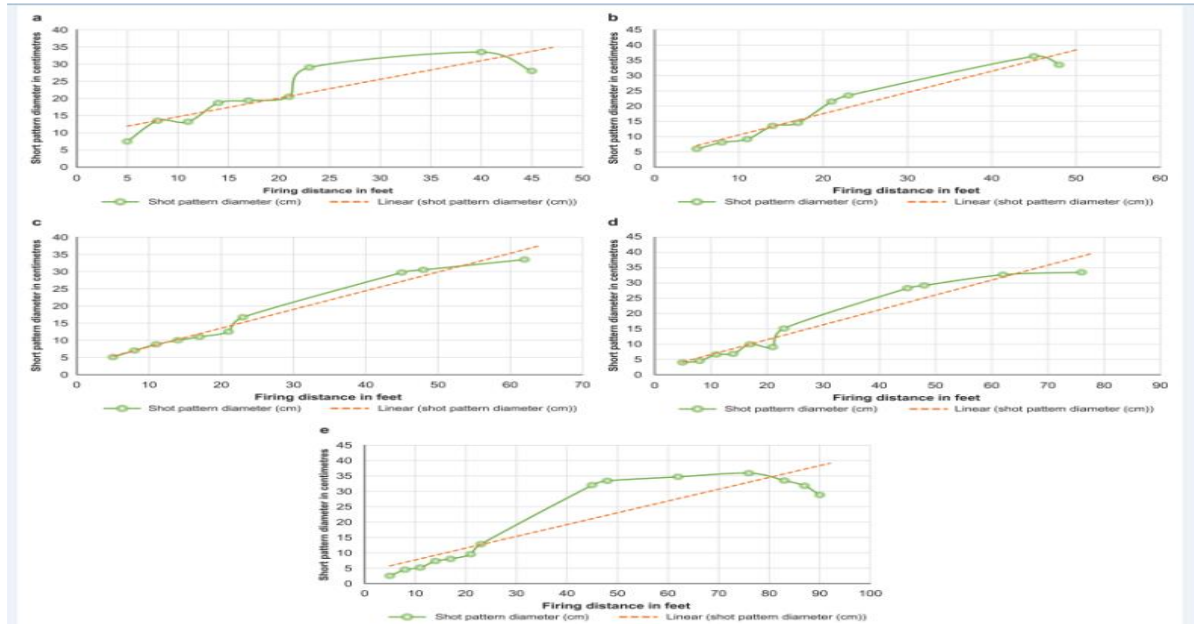 a
Short pattern diameter in centimetres
40
35
30
25
20
15
10
5
0
0 5 10 15 20 25 30 35 40 45 50
Firing distance in feet
Shot pattern diameter (cm) Linear (shot pattern diameter (cm))
b
Short pattern diameter in centimetres
45
40
35
30
25
20
15
10
5
0
0 10 20 30 40 50 60
Firing distance in feet
Shot pattern diameter (cm) Linear (shot pattern diameter (cm))
c
Short pattern diameter in centimetres
40
35
30
25
20
15
10
5
0
0 10 20 30 40 50 60 70
Firing distance in feet
Shot pattern diameter (cm) Linear (shot pattern diameter (cm))
d
Short pattern diameter in centimetres
45
40
35
30
25
20
15
10
5
0
0 10 20 30 40 50 60 70 80 90
Firing distance in feet
Shot pattern diameter (cm) Linear (shot pattern diameter (cm))
e
Short pattern diameter in centimetres
45
40
35
30
25
20
15
10
5
0
0 10 20 30 40 50 60 70 80 90 100
Firing distance in feet
Shot pattern diameter (cm) Linear (shot pattern diameter (cm))